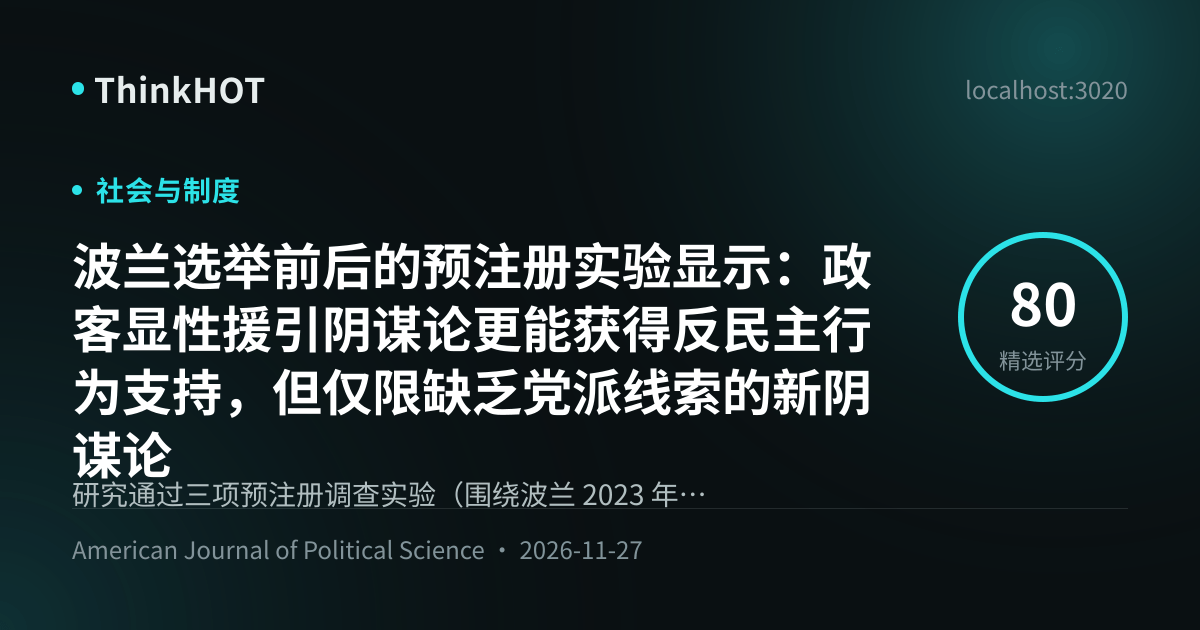 ThinkHOT
localhost:3020
社会与制度
波兰选举前后的预注册实验显示：政
客显性援引阴谋论更能获得反民主行
为支持，但仅限缺乏党派线索的新阴
谋论
80
精选评分
研究通过三项预注册调查实验（围绕波兰 2023 年…
American Journal of Political Science · 2026-11-27